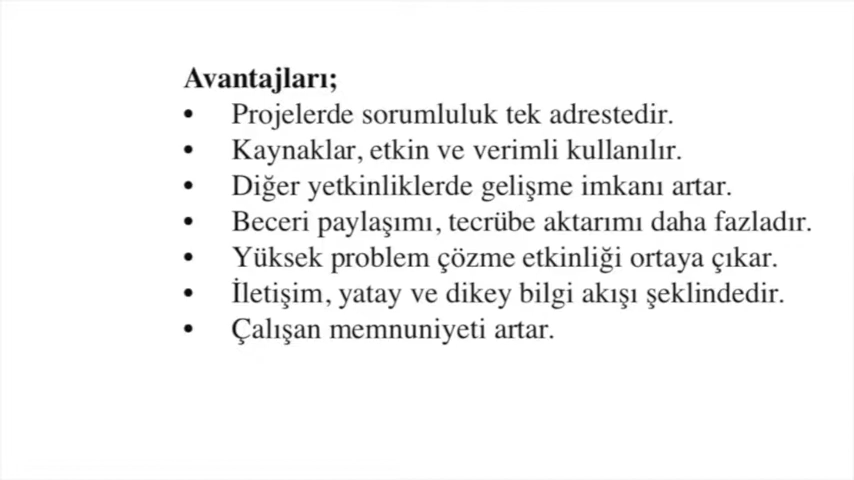 Avantajları;
• Projelerde sorumluluk tek adrestedir.
• Kaynaklar, etkin ve verimli kullanılır.
• Diğer yetkinliklerde gelişme imkanı artar.
• Beceri paylaşımı, tecrübe aktarımı daha fazladır.
• Yüksek problem çözme etkinliği ortaya çıkar.
• İletişim, yatay ve dikey bilgi akışı şeklindedir.
• Çalışan memnuniyeti artar.